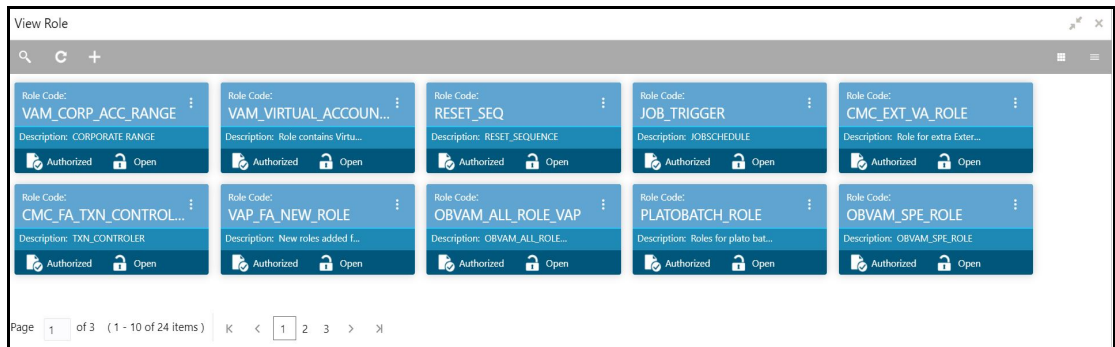 View Role
Role Code:
VAM_CORP_ACC_RANGE
Description: CORPORATE RANGE
Authorized Open
Role Code:
VAM_VIRTUAL_ACCOUN...
Description: Role contains Virtu...
Authorized Open
Role Code:
RESET_SEQ
Description: RESET_SEQUENCE
Authorized Open
Role Code:
JOB_TRIGGER
Description: JOBSCHEDULE
Authorized Open
Role Code:
CMC_EXT_VA_ROLE
Description: Role for extra Exter...
Authorized Open
Role Code:
CMC_FA_TXN_CONTROL...
Description: TXN_CONTROLER
Authorized Open
Role Code:
VAP_FA_NEW_ROLE
Description: New roles added f...
Authorized Open
Role Code:
OBVAM_ALL_ROLE_VAP
Description: OBVAM_ALL_ROLE...
Authorized Open
Role Code:
PLATOBATCH_ROLE
Description: Roles for plato bat...
Authorized Open
Role Code:
OBVAM_SPE_ROLE
Description: OBVAM_SPE_ROLE
Authorized Open
Page 1 of 3 ( 1 - 10 of 24 items ) 1 2 3